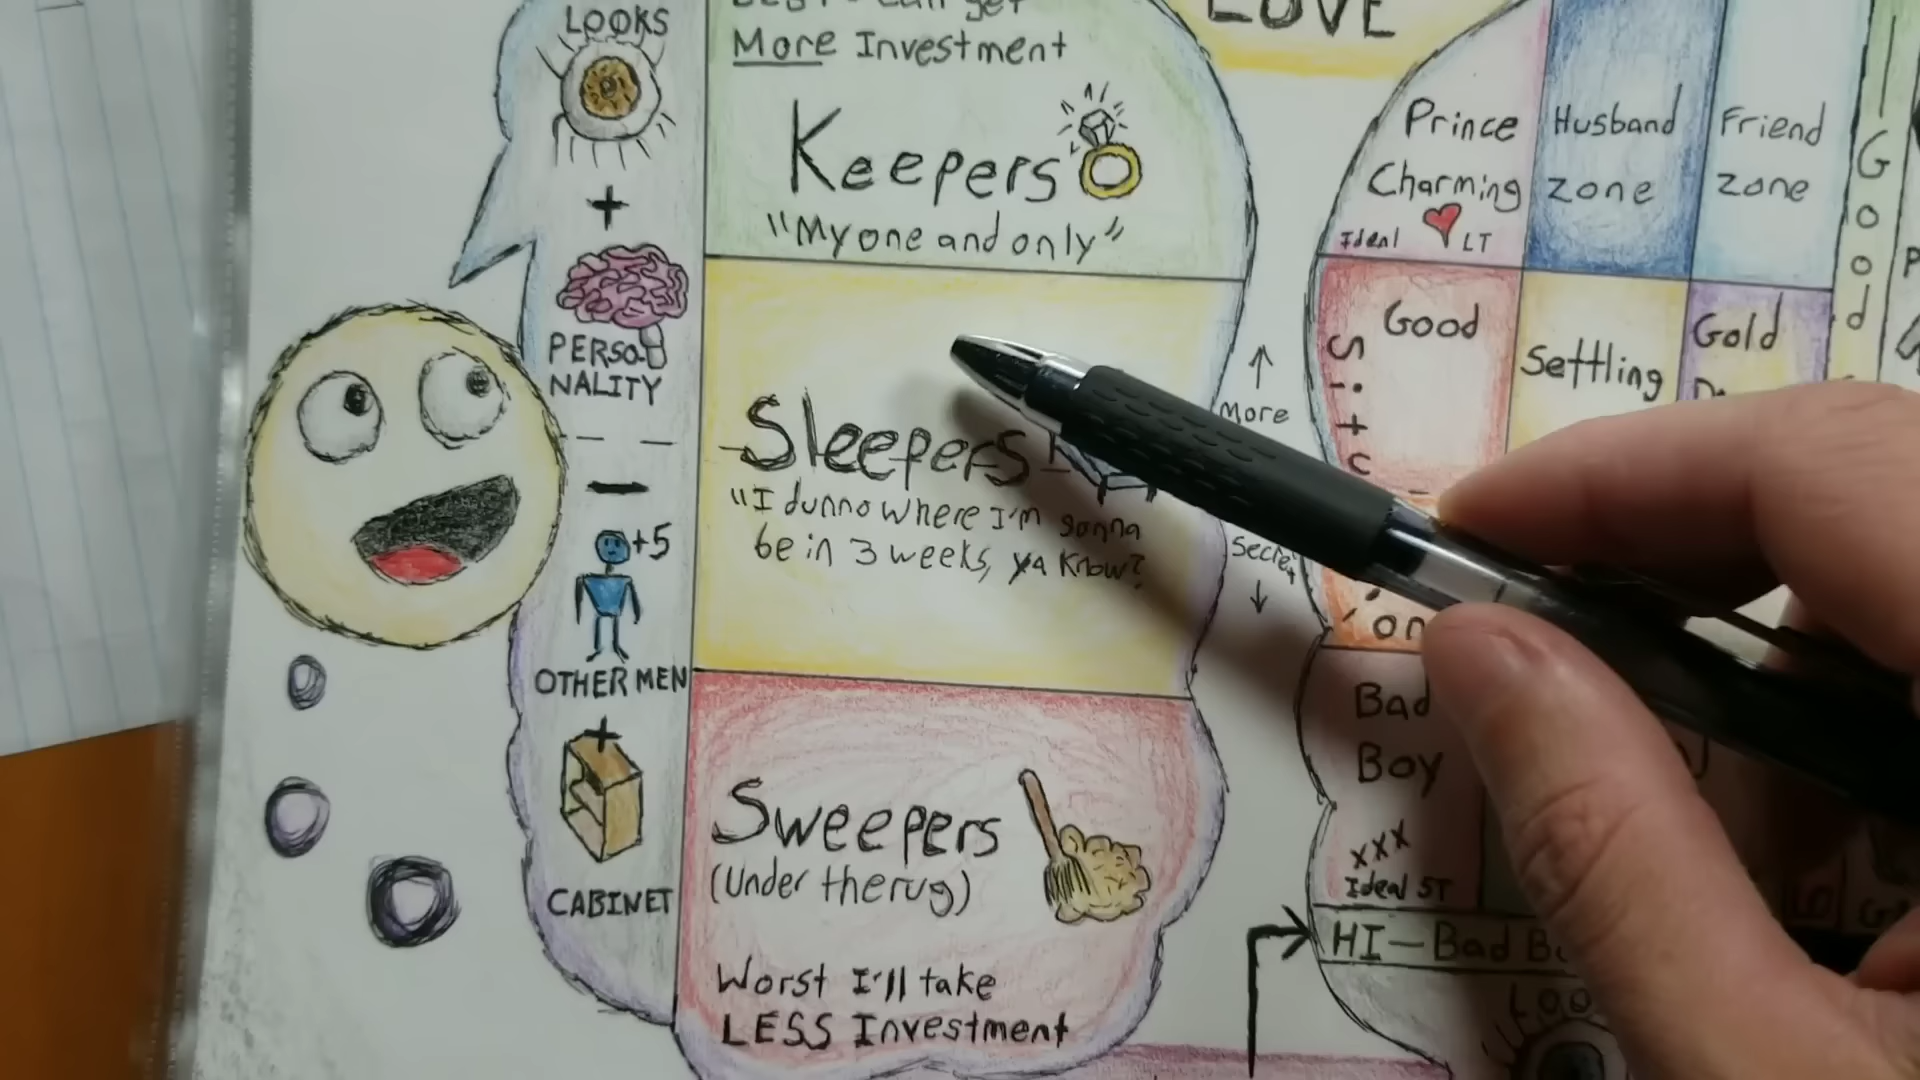 LOOKS
+
PERSO-
NALITY
+5
OTHER MEN
+
CABINET
More Investment
Keepers
"My one and only"
Sleepers
"I dunno where I'm gonna
be in 3 weeks, ya know?
Sweepers
(Under the rug)
Worst I'll take
LESS Investment
LOVE
More
Prince
Charming
Ideal LT
Husband
zone
Friend
zone
Good
Settling
Gold
Bad
Boy
xxx
Ideal ST
HI-Bad
Good